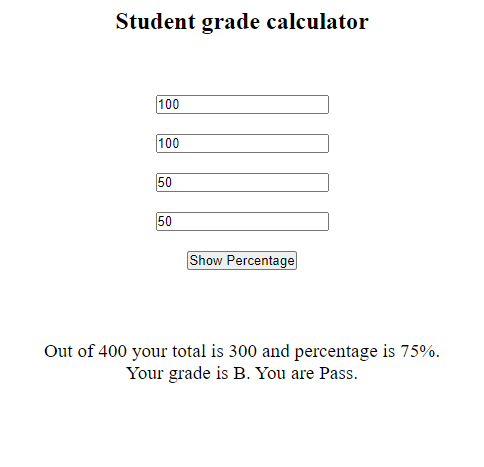 Student grade calculator
100
100
50
50
Show Percentage
Out of 400 your total is 300 and percentage is 75%.
Your grade is B. You are Pass.